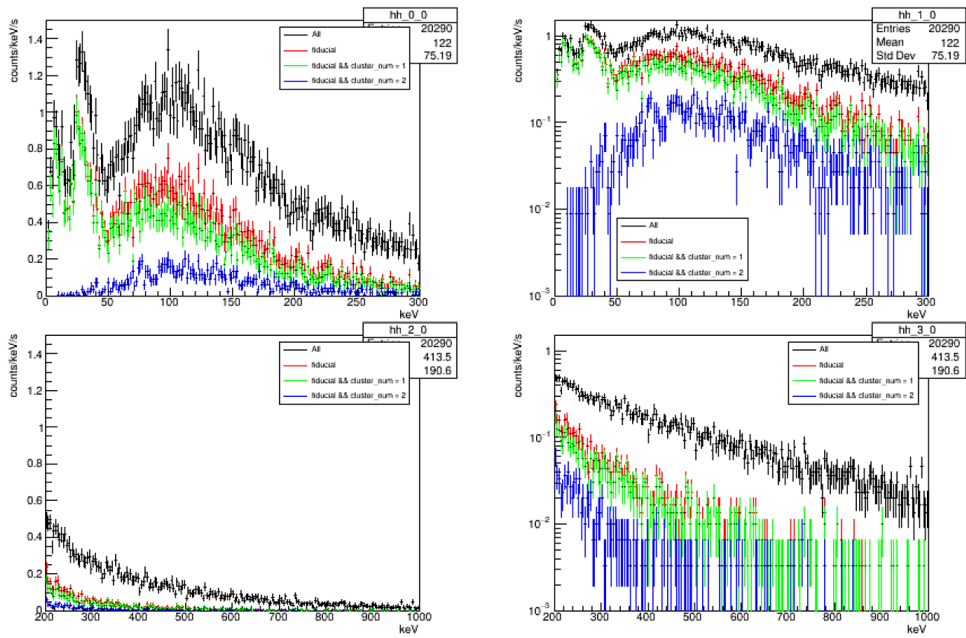 hh_0_0
20290
122
75.19
All
fiducial
fiducial && cluster_num = 1
fiducial && cluster_num = 2
counts/keV/s
1.4
1.2
1
0.8
0.6
0.4
0.2
0
0 50 100 150 200 250 300
keV
hh_1_0
Entries 20290
Mean 122
Std Dev 75.19
counts/keV/s
1
10⁻¹
10⁻²
10⁻³
All
fiducial
fiducial && cluster_num = 1
fiducial && cluster_num = 2
0 50 100 150 200 250 300
keV
hh_2_0
20290
413.5
190.6
All
fiducial
fiducial && cluster_num = 1
fiducial && cluster_num = 2
counts/keV/s
1.4
1.2
1
0.8
0.6
0.4
0.2
0
200 300 400 500 600 700 800 900 1000
keV
hh_3_0
20290
413.5
190.6
All
fiducial
fiducial && cluster_num = 1
fiducial && cluster_num = 2
counts/keV/s
1
10⁻¹
10⁻²
10⁻³
200 300 400 500 600 700 800 900 1000
keV